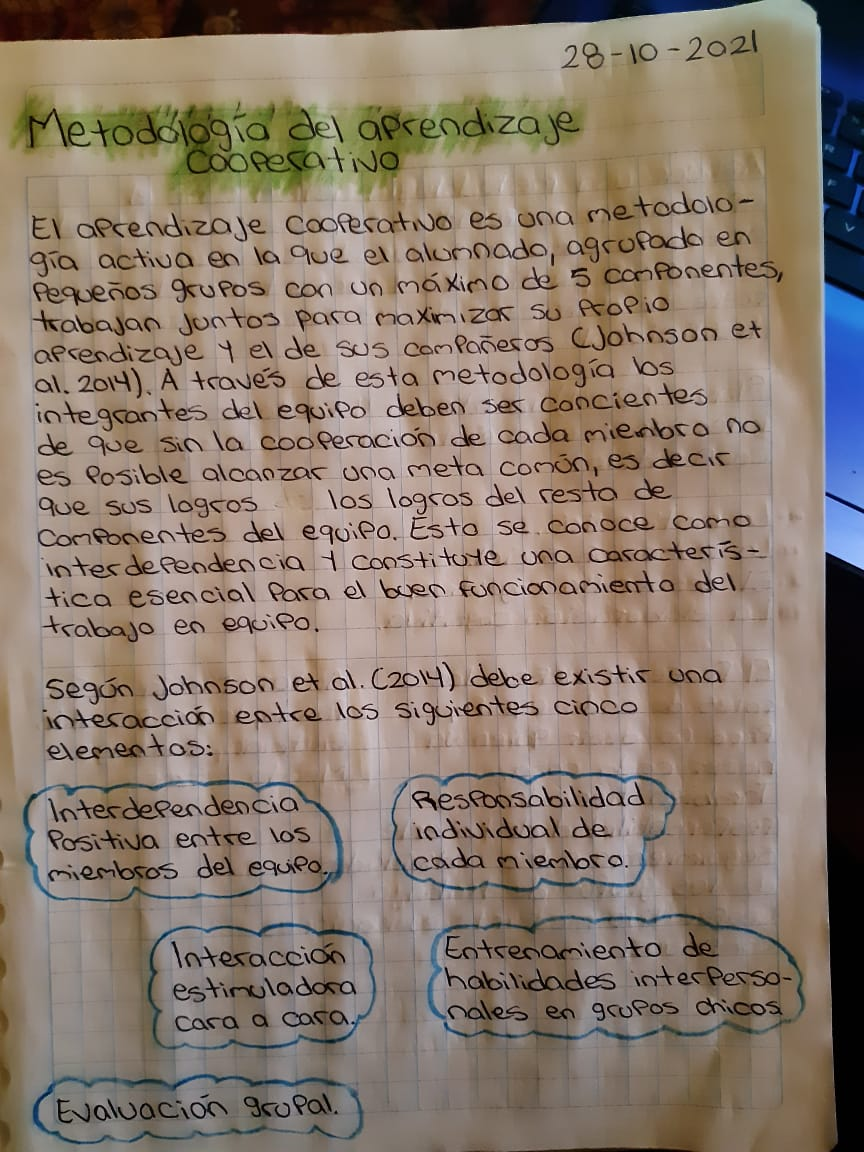 28-10-2021
Metodología del aprendizaje
cooperativo
El aprendizaje cooperativo es una metodolo-
gía activa en la que el alumnado, agrupado en
pequeños grupos con un máximo de 5 componentes,
trabajan juntos para maximizar su propio
aprendizaje y el de sus compañeros (Johnson et
al. 2014). A través de esta metodología los
integrantes del equipo deben ser concientes
de que sin la cooperación de cada miembro no
es posible alcanzar una meta común, es decir
que sus logros los logros del resto de
componentes del equipo. Esto se conoce como
interdependencia y constituye una caracterís-
tica esencial para el buen funcionamiento del
trabajo en equipo.
Según Johnson et al. (2014) debe existir una
interacción entre los siguientes cinco
elementos:
Interdependencia
positiva entre los
miembros del equipo.
Responsabilidad
individual de
cada miembro.
Interacción
estimuladora
cara a cara.
Entrenamiento de
habilidades interperso-
nales en grupos chicos
Evaluación grupal.